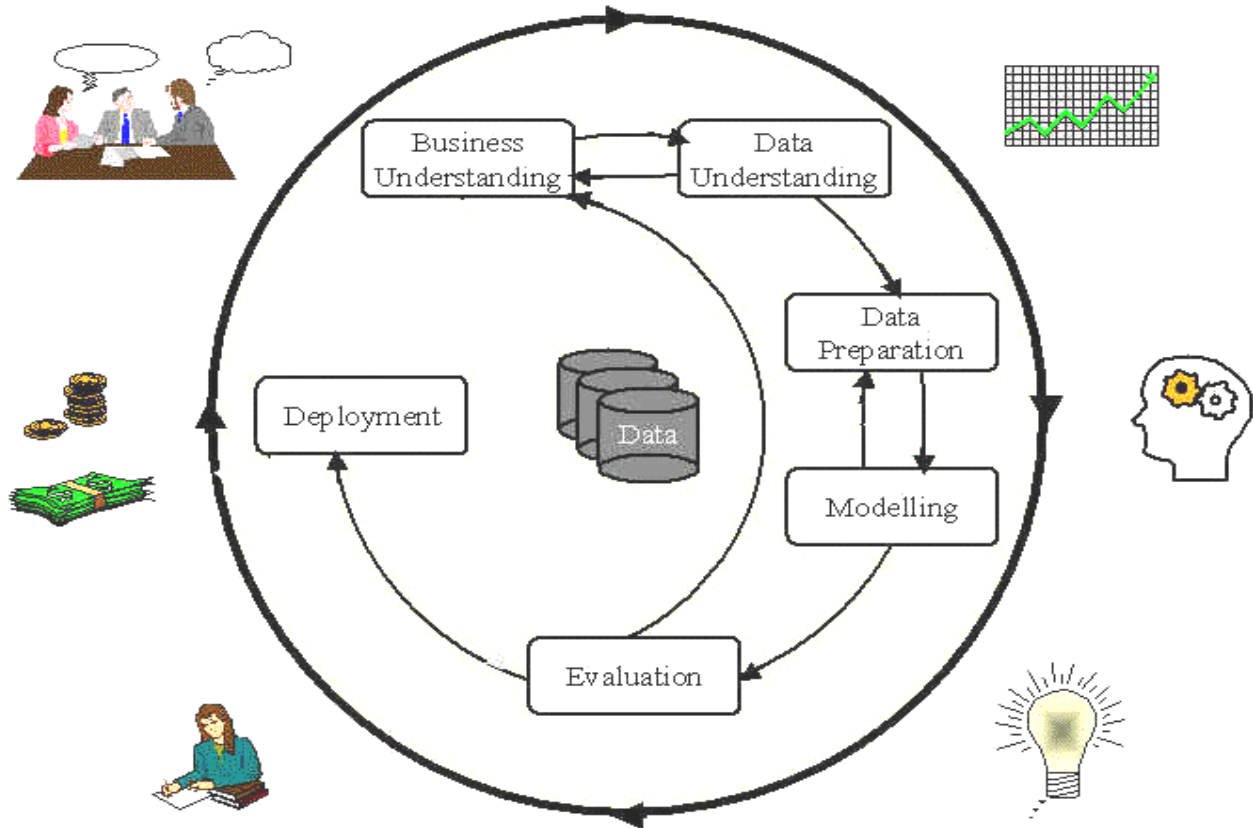 Business
Understanding
Data
Understanding
Data
Preparation
Deployment
Data
Modelling
Evaluation